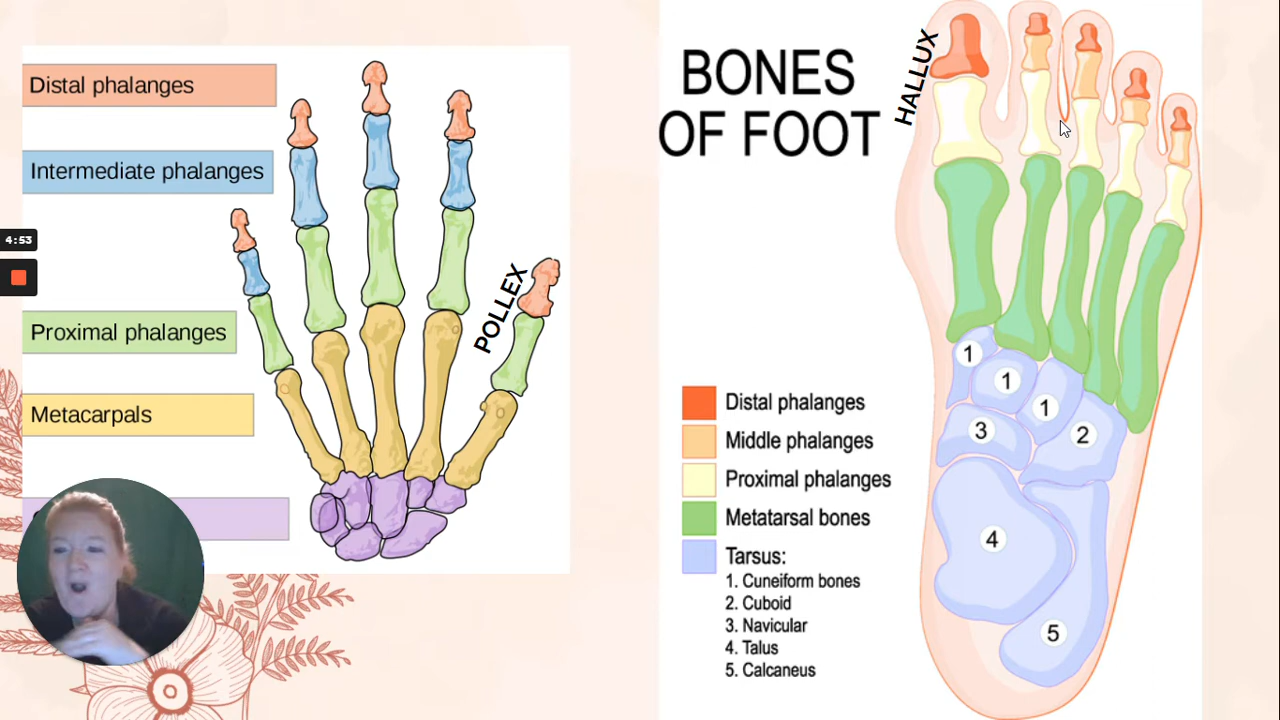 Distal phalanges
Intermediate phalanges
Proximal phalanges
Metacarpals
POLLEX
4:53
BONES
OF FOOT
HALLUX
Distal phalanges
Middle phalanges
Proximal phalanges
Metatarsal bones
Tarsus:
1. Cuneiform bones
2. Cuboid
3. Navicular
4. Talus
5. Calcaneus
1
1
1
2
3
4
5